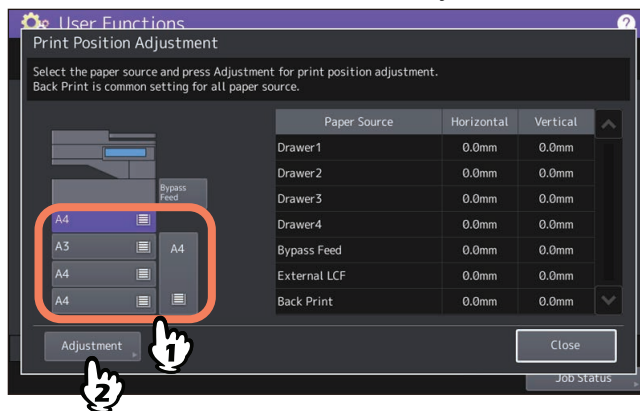 User Functions
?
Print Position Adjustment
Select the paper source and press Adjustment for print position adjustment.
Back Print is common setting for all paper source.
Paper Source Horizontal Vertical
Drawer1 0.0mm 0.0mm
Drawer2 0.0mm 0.0mm
Drawer3 0.0mm 0.0mm
Drawer4 0.0mm 0.0mm
Bypass Feed 0.0mm 0.0mm
External LCF 0.0mm 0.0mm
Back Print 0.0mm 0.0mm
Bypass
Feed
A4
A3
A4
A4
A4
1
Adjustment
2
Close
Job Status